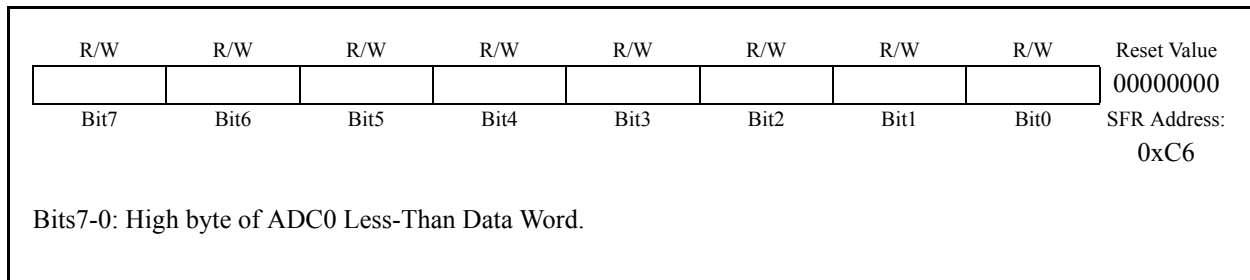 R/W R/W R/W R/W R/W R/W R/W R/W Reset Value
00000000
Bit7 Bit6 Bit5 Bit4 Bit3 Bit2 Bit1 Bit0 SFR Address:
0xC6
Bits7-0: High byte of ADC0 Less-Than Data Word.